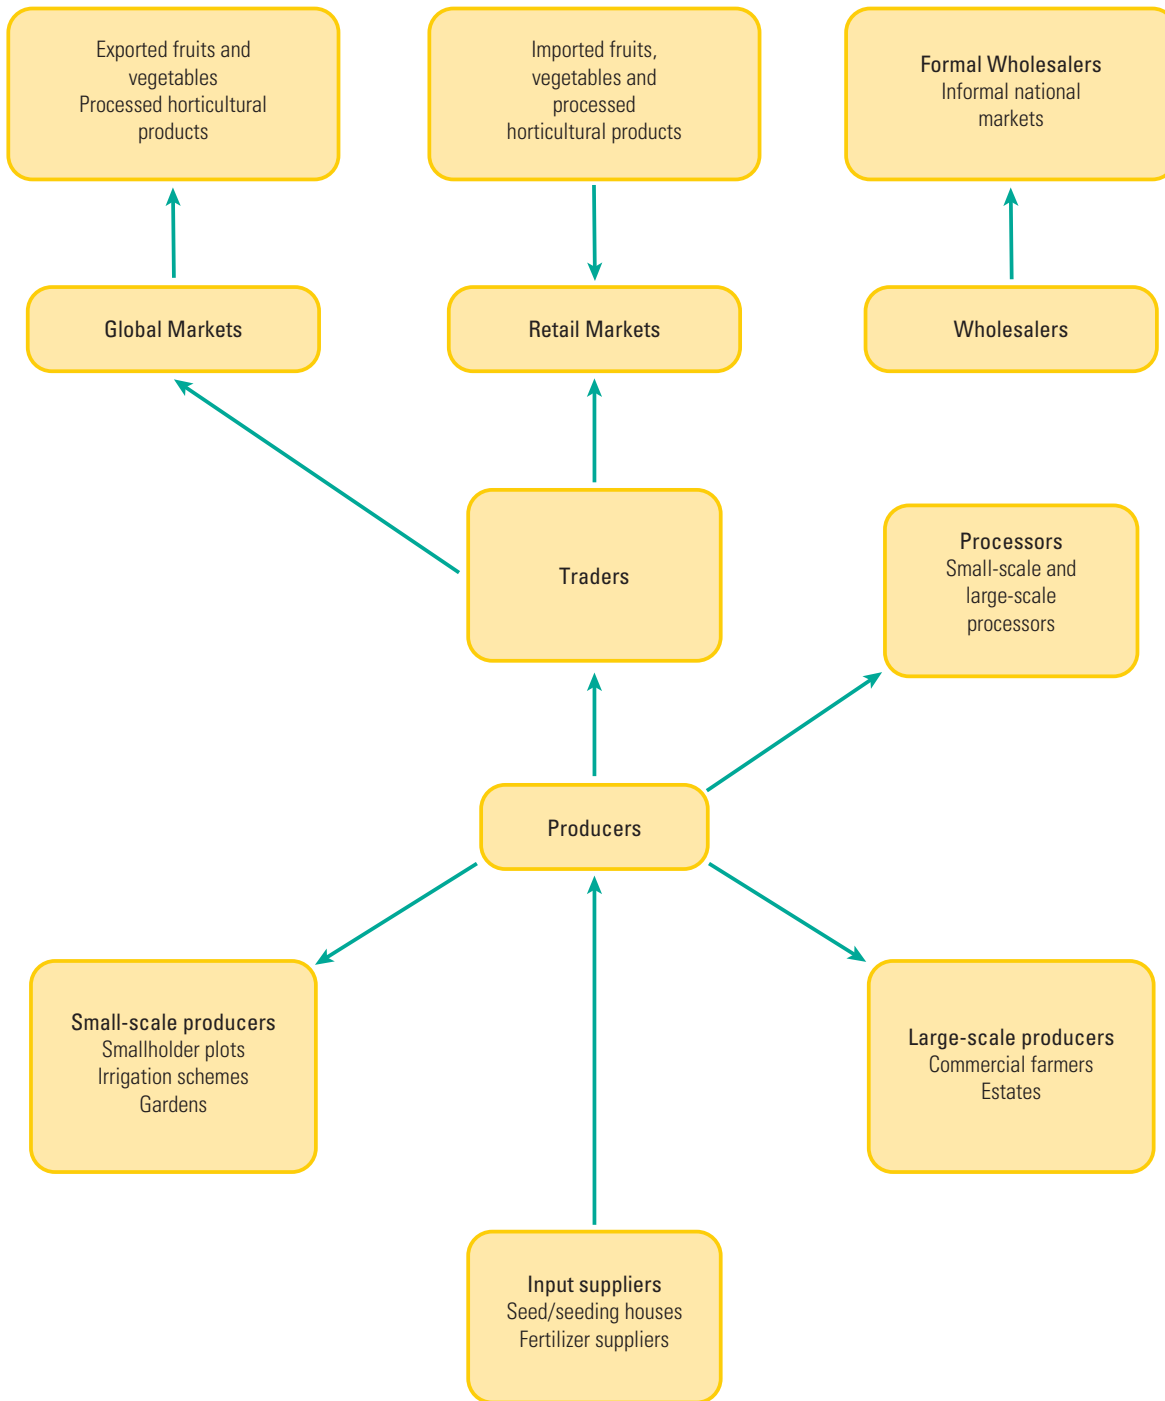 Exported fruits and
vegetables
Processed horticultural
products
Imported fruits,
vegetables and
processed
horticultural products
Formal Wholesalers
Informal national
markets
Global Markets
Retail Markets
Wholesalers
Traders
Processors
Small-scale and
large-scale
processors
Producers
Small-scale producers
Smallholder plots
Irrigation schemes
Gardens
Large-scale producers
Commercial farmers
Estates
Input suppliers
Seed/seeding houses
Fertilizer suppliers